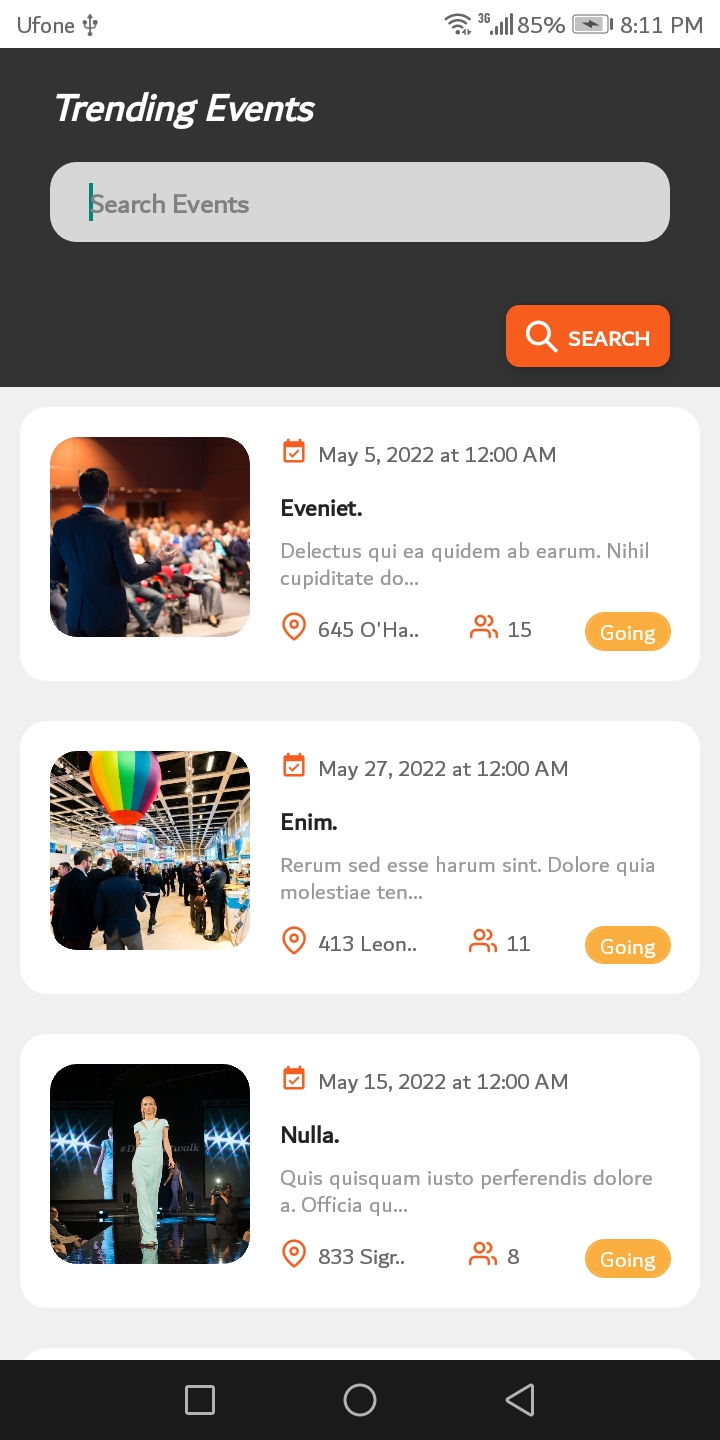 Ufone 3G 85% 8:11 PM
Trending Events
Search Events
SEARCH
May 5, 2022 at 12:00 AM
Eveniet.
Delectus qui ea quidem ab earum. Nihil
cupiditate do...
645 O'Ha.. 15 Going
May 27, 2022 at 12:00 AM
Enim.
Rerum sed esse harum sint. Dolore quia
molestiae ten...
413 Leon.. 11 Going
May 15, 2022 at 12:00 AM
Nulla.
Quis quisquam iusto perferendis dolore
a. Officia qu...
833 Sigr.. 8 Going